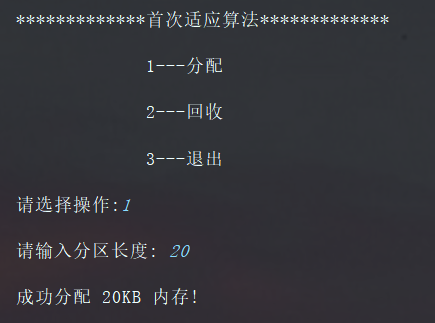 *************首次适应算法*************
1---分配
2---回收
3---退出
请选择操作:1
请输入分区长度: 20
成功分配 20KB 内存!